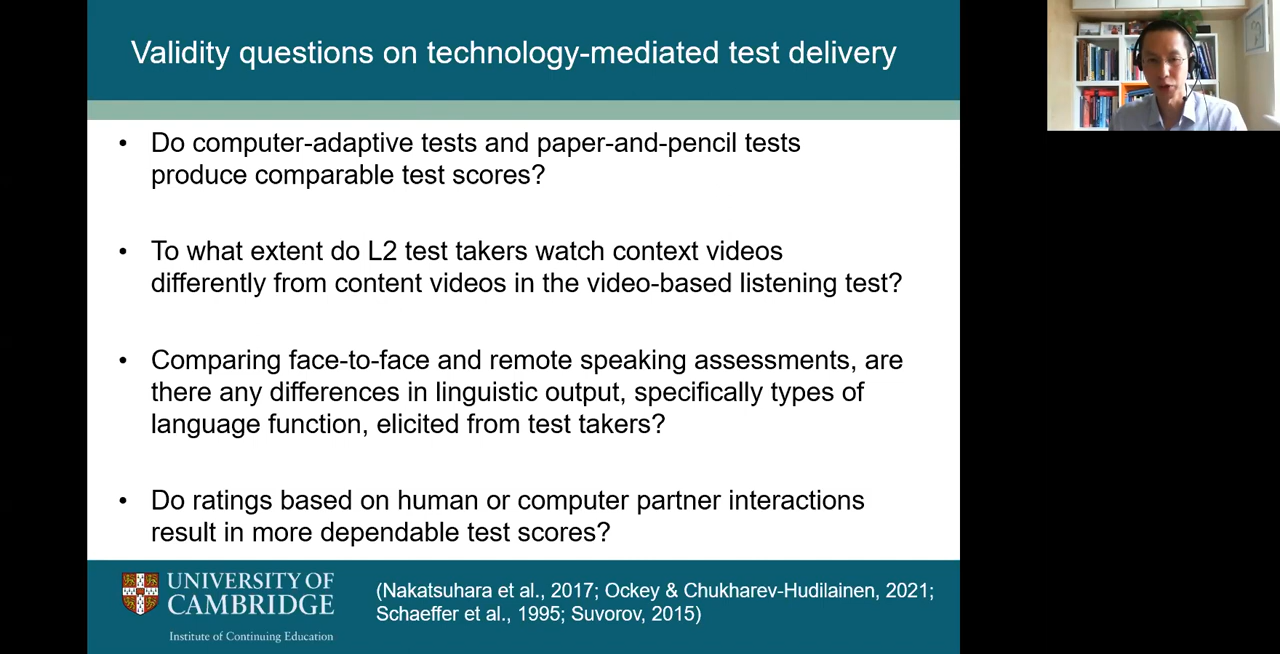 Validity questions on technology-mediated test delivery
• Do computer-adaptive tests and paper-and-pencil tests
produce comparable test scores?
• To what extent do L2 test takers watch context videos
differently from content videos in the video-based listening test?
• Comparing face-to-face and remote speaking assessments, are
there any differences in linguistic output, specifically types of
language function, elicited from test takers?
• Do ratings based on human or computer partner interactions
result in more dependable test scores?
UNIVERSITY OF
CAMBRIDGE
Institute of Continuing Education
(Nakatsuhara et al., 2017; Ockey & Chukharev-Hudilainen, 2021;
Schaeffer et al., 1995; Suvorov, 2015)